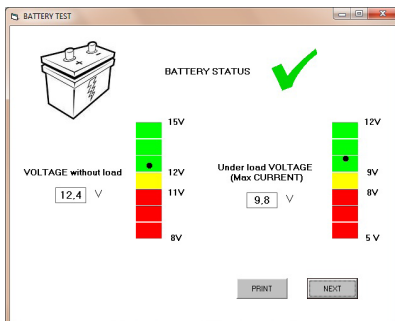 BATTERY TEST
BATTERY STATUS
15V
12V
VOLTAGE without load
12V
Under load VOLTAGE
(Max CURRENT)
9V
12,4 V
11V
9,8 V
8V
8V
5 V
PRINT
NEXT